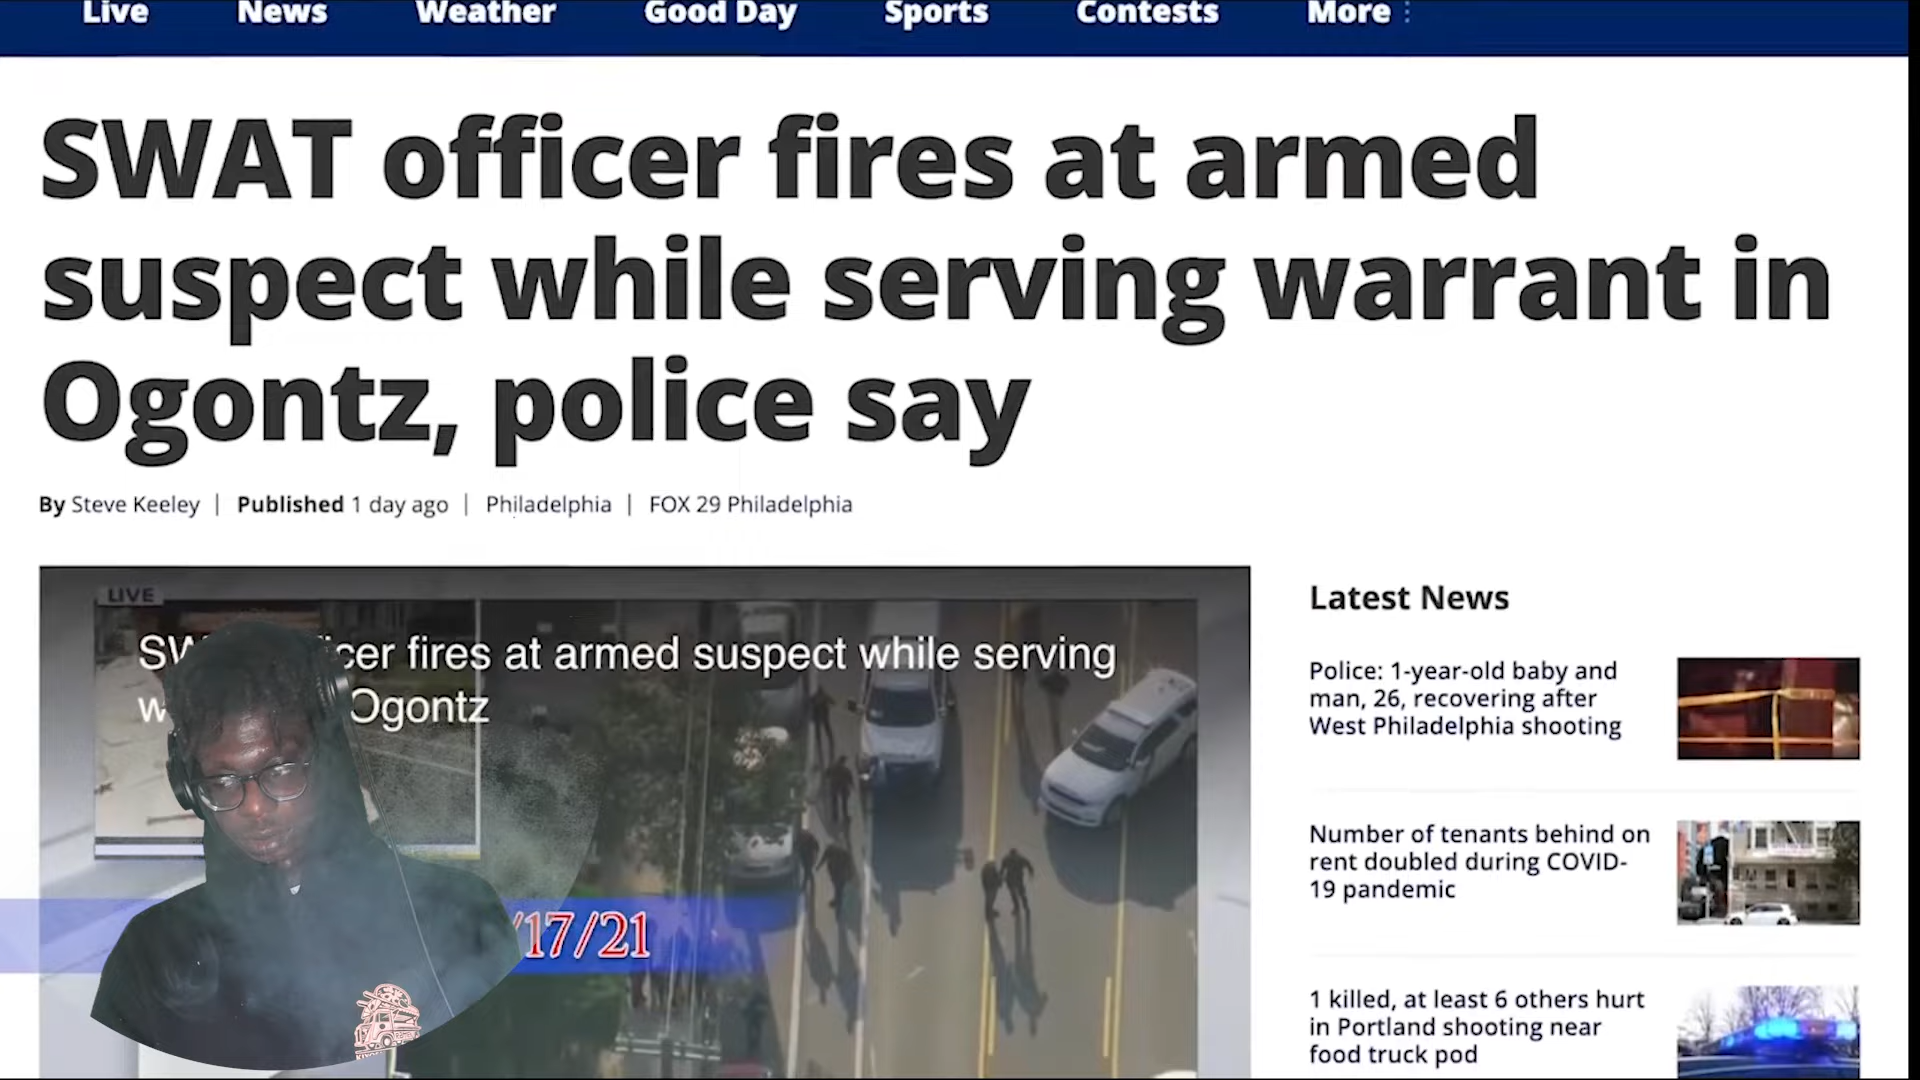 Live News Weather Good Day Sports Contests More
SWAT officer fires at armed
suspect while serving warrant in
Ogontz, police say
By Steve Keeley | Published 1 day ago | Philadelphia | FOX 29 Philadelphia
LIVE
SW cer fires at armed suspect while serving
w Ogontz
/17/21
Latest News
Police: 1-year-old baby and
man, 26, recovering after
West Philadelphia shooting
Number of tenants behind on
rent doubled during COVID-
19 pandemic
1 killed, at least 6 others hurt
in Portland shooting near
food truck pod